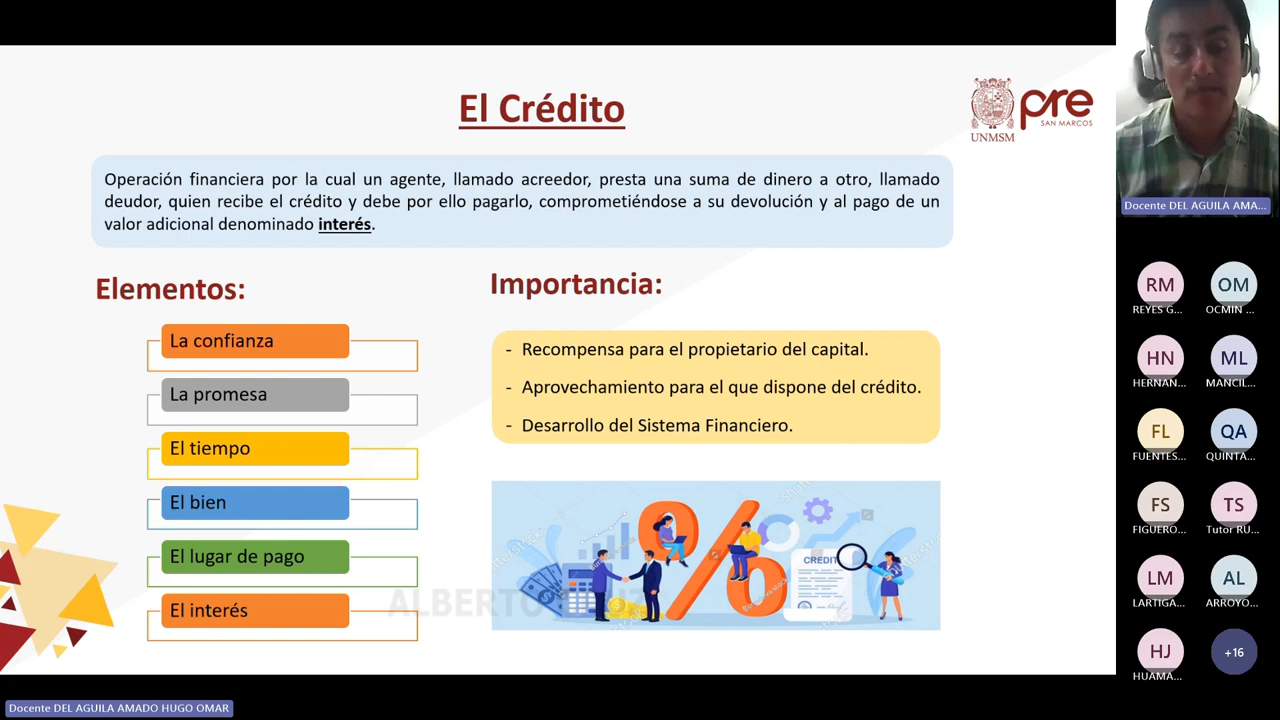 El Crédito
UNMSM
pre
SAN MARCOS
Operación financiera por la cual un agente, llamado acreedor, presta una suma de dinero a otro, llamado
deudor, quien recibe el crédito y debe por ello pagarlo, comprometiéndose a su devolución y al pago de un
valor adicional denominado interés.
Elementos:
La confianza
La promesa
El tiempo
El bien
El lugar de pago
El interés
Importancia:
- Recompensa para el propietario del capital.
- Aprovechamiento para el que dispone del crédito.
- Desarrollo del Sistema Financiero.
%
CREDIT
ALBERTO
Docente DEL AGUILA AMA...
RM
REYES G...
OM
OCMIN ...
HN
HERNAN...
ML
MANCIL...
FL
FUENTES...
QA
QUINTA...
FS
FIGUERO...
TS
Tutor RU...
LM
LARTIGA...
AL
ARROYO...
HJ
HUAMA...
+16
Docente DEL AGUILA AMADO HUGO OMAR